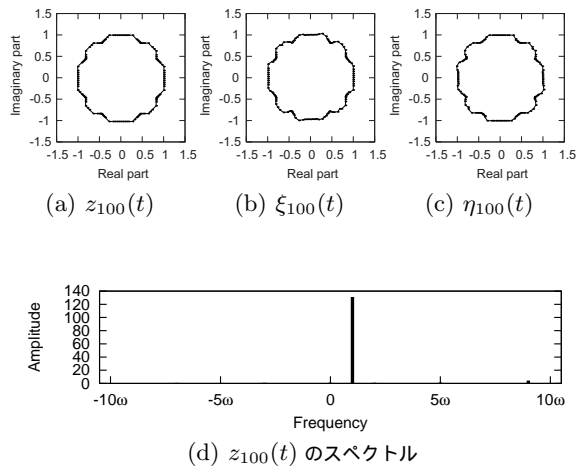 1.5
1
0.5
0
-0.5
-1
-1.5
Imaginary part
-1.5 -1 -0.5 0 0.5 1 1.5
Real part
(a) z₁₀₀(t)
1.5
1
0.5
0
-0.5
-1
-1.5
Imaginary part
-1.5 -1 -0.5 0 0.5 1 1.5
Real part
(b) ξ₁₀₀(t)
1.5
1
0.5
0
-0.5
-1
-1.5
Imaginary part
-1.5 -1 -0.5 0 0.5 1 1.5
Real part
(c) η₁₀₀(t)
140
120
100
80
60
40
20
0
Amplitude
-10ω -5ω 0 5ω 10ω
Frequency
(d) z₁₀₀(t) のスペクトル